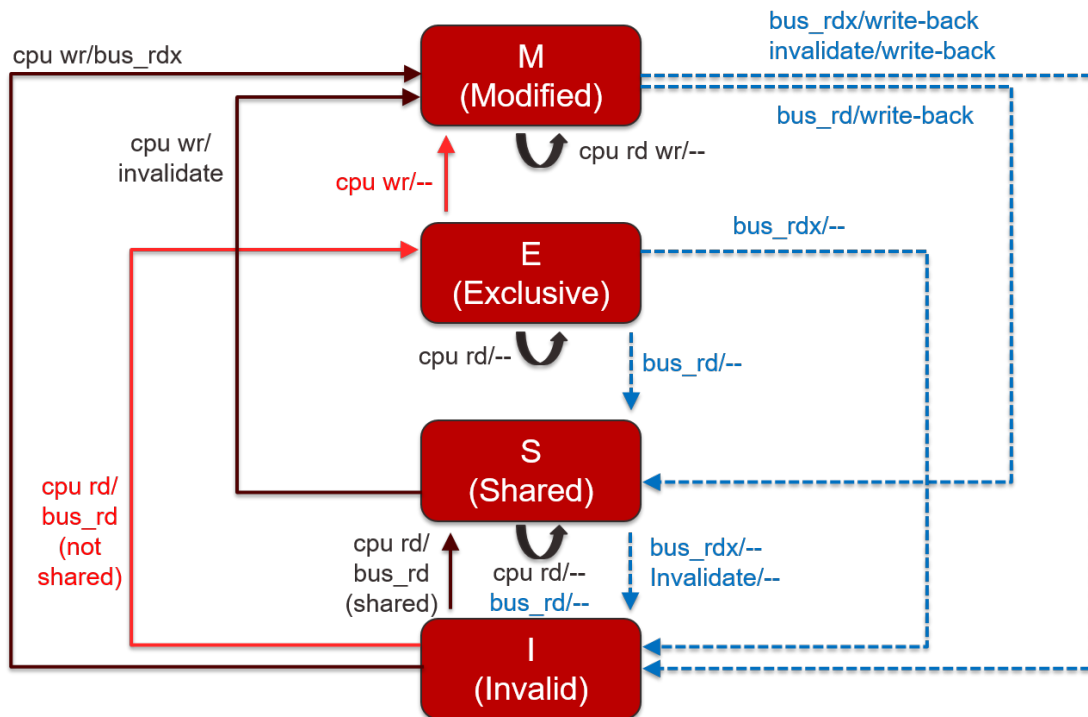 cpu wr/bus_rdx
M
(Modified)
bus_rdx/write-back
invalidate/write-back
bus_rd/write-back
cpu wr/
invalidate
cpu rd wr/--
cpu wr/--
E
(Exclusive)
bus_rdx/--
cpu rd/--
bus_rd/--
S
(Shared)
cpu rd/
bus_rd
(not
shared)
cpu rd/
bus_rd
(shared)
cpu rd/--
bus_rd/--
bus_rdx/--
Invalidate/--
I
(Invalid)